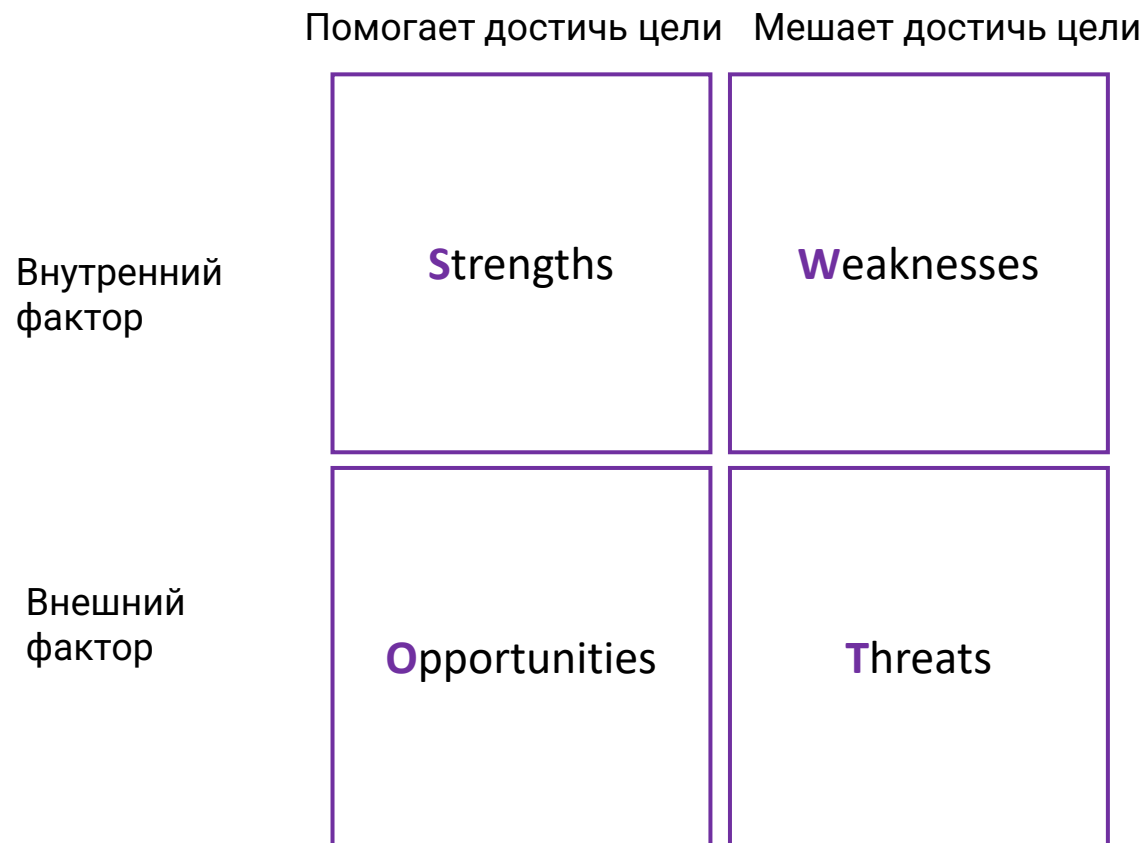 Помогает достичь цели
Мешает достичь цели
Внутренний
фактор
Strengths
Weaknesses
Внешний
фактор
Opportunities
Threats